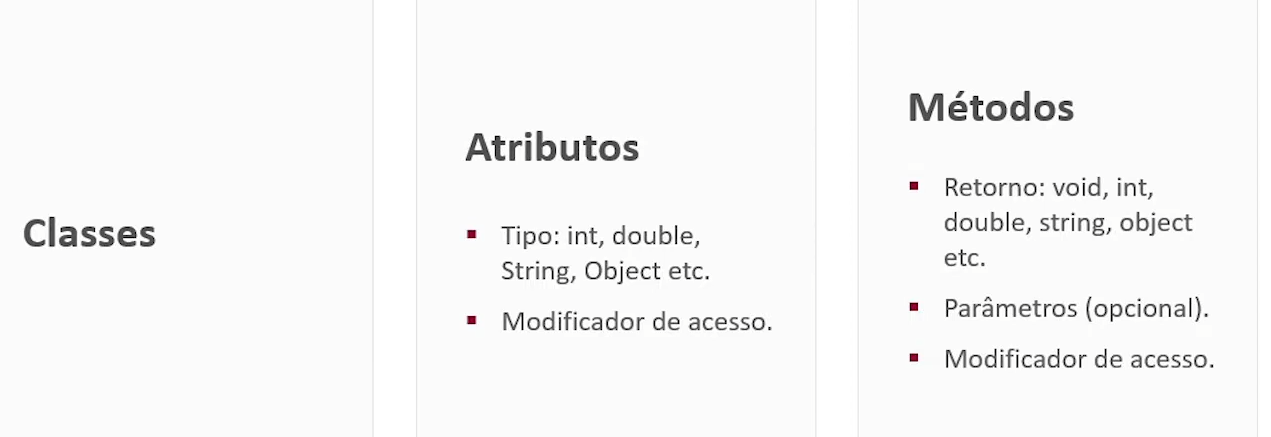 Classes
Atributos
Tipo: int, double,
String, Object etc.
Modificador de acesso.
Métodos
Retorno: void, int,
double, string, object
etc.
Parâmetros (opcional).
Modificador de acesso.